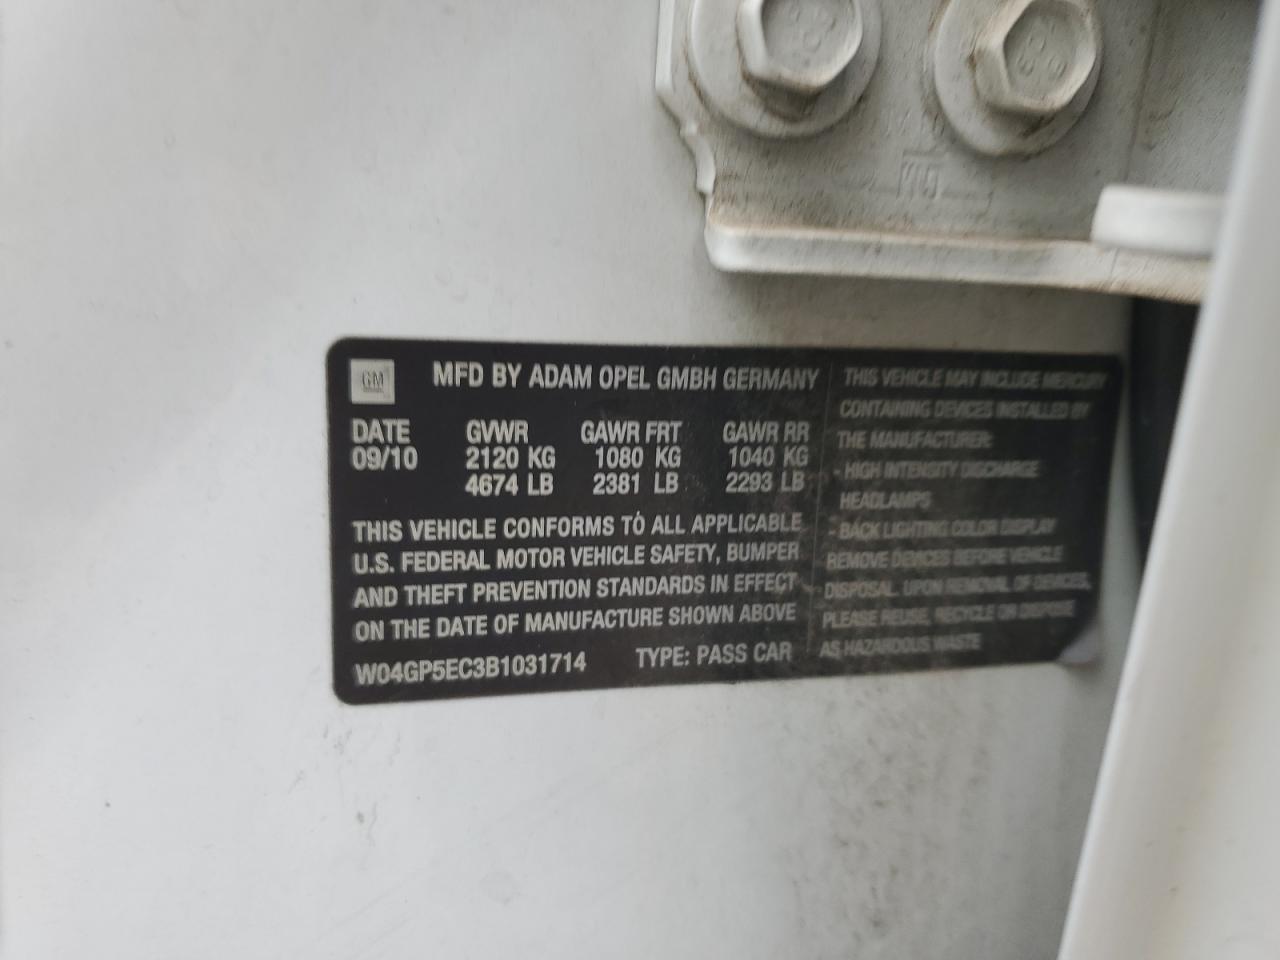 GM
MFD BY ADAM OPEL GMBH GERMANY
DATE GVWR GAWR FRT GAWR RR
09/10 2120 KG 1080 KG 1040 KG
4674 LB 2381 LB 2293 LB
THIS VEHICLE CONFORMS TO ALL APPLICABLE
U.S. FEDERAL MOTOR VEHICLE SAFETY, BUMPER
AND THEFT PREVENTION STANDARDS IN EFFECT
ON THE DATE OF MANUFACTURE SHOWN ABOVE
W04GP5EC3B1031714 TYPE: PASS CAR
THIS VEHICLE MAY INCLUDE MERCURY
CONTAINING DEVICES INSTALLED BY
THE MANUFACTURER:
- HIGH INTENSITY DISCHARGE
HEADLAMPS
- BACK LIGHTING COLOR DISPLAY
REMOVE DEVICES BEFORE VEHICLE
DISPOSAL. UPON REMOVAL OF DEVICES,
PLEASE REUSE, RECYCLE OR DISPOSE
AS HAZARDOUS WASTE